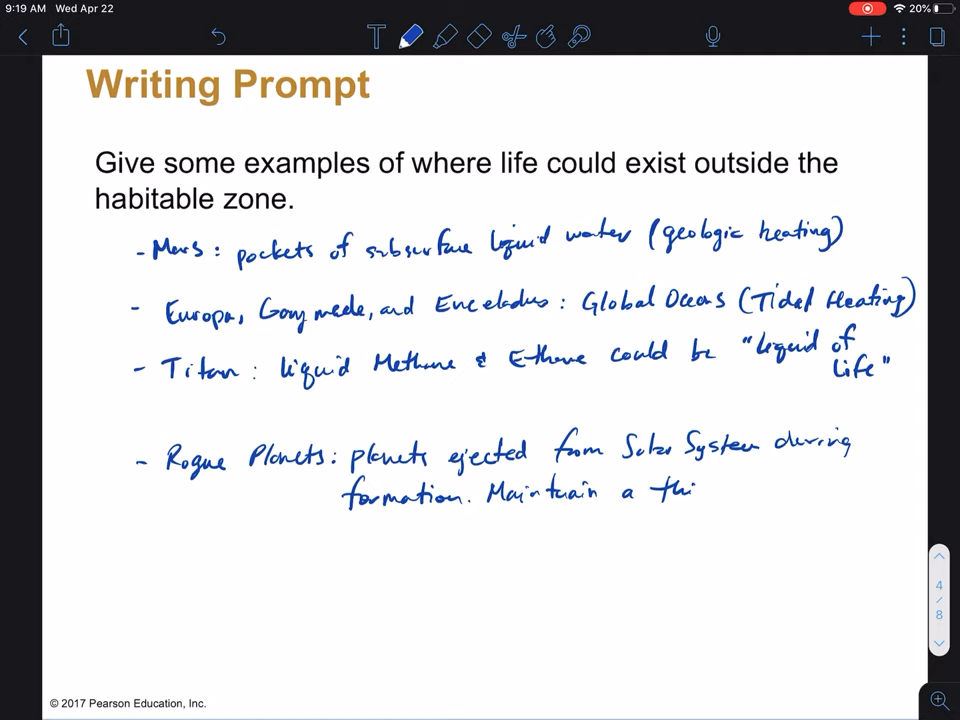 9:19 AM Wed Apr 22
20%
Writing Prompt
Give some examples of where life could exist outside the
habitable zone.
- Mars: pockets of subsurface liquid water (geologic heating)
- Europa, Ganymede, and Enceladus: Global Oceans (Tidal Heating)
- Titan: liquid Methane & Ethane could be "liquid of
life"
- Rogue Planets: planets ejected from Solar System during
formation. Maintain a thi
4
/
8
© 2017 Pearson Education, Inc.